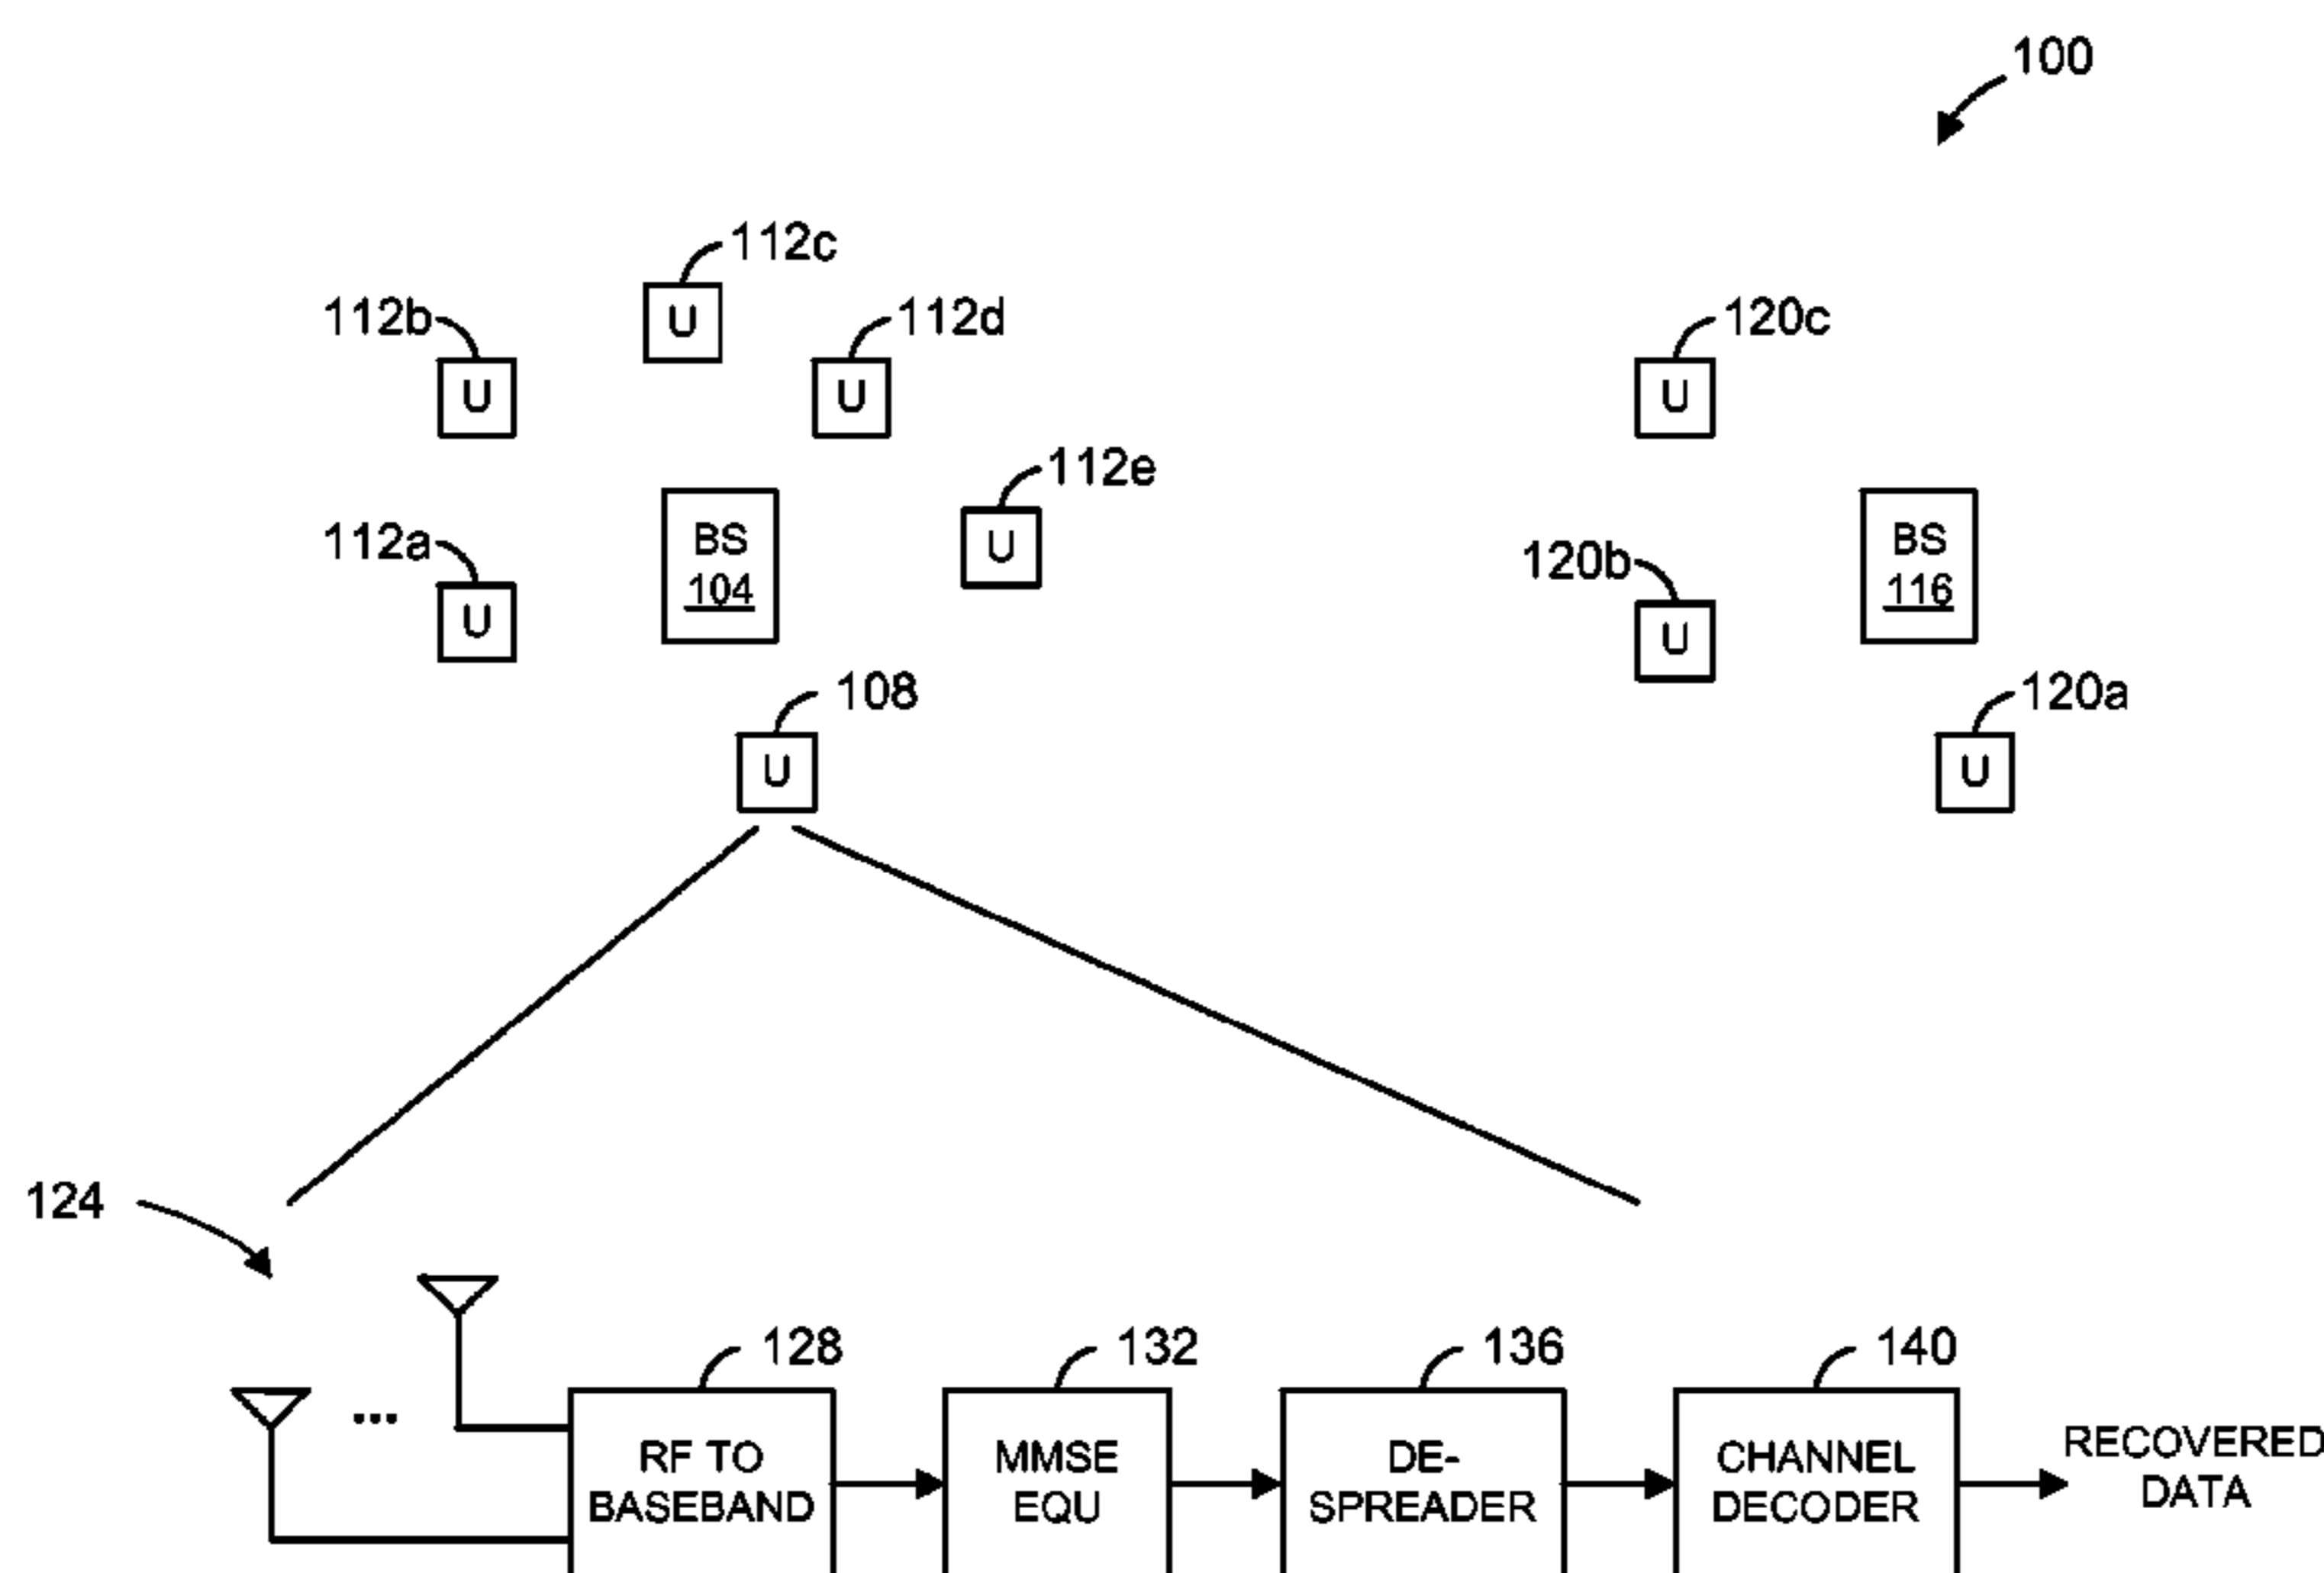 100
112c
112b
U
112d
120c
U
U
U
112e
112a
BS
104
U
120b
BS
116
U
U
108
120a
U
U
124
128
132
136
140
...
RF TO
BASEBAND
MMSE
EQU
DE-
SPREADER
CHANNEL
DECODER
RECOVERED
DATA